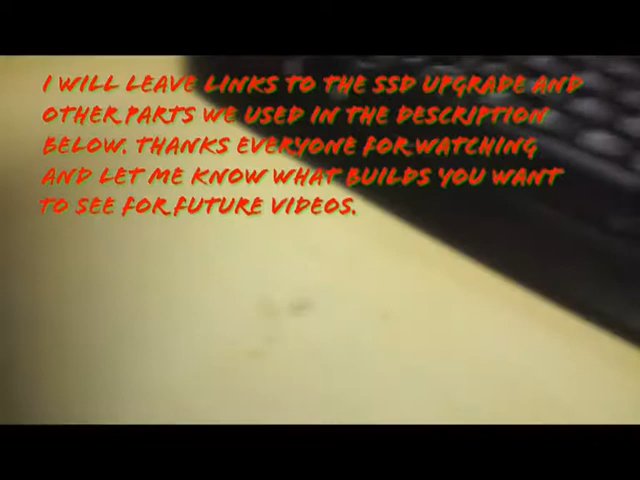 I WILL LEAVE LINKS TO THE SSD UPGRADE AND
OTHER PARTS WE USED IN THE DESCRIPTION
BELOW. THANKS EVERYONE FOR WATCHING
AND LET ME KNOW WHAT BUILDS YOU WANT
TO SEE FOR FUTURE VIDEOS.